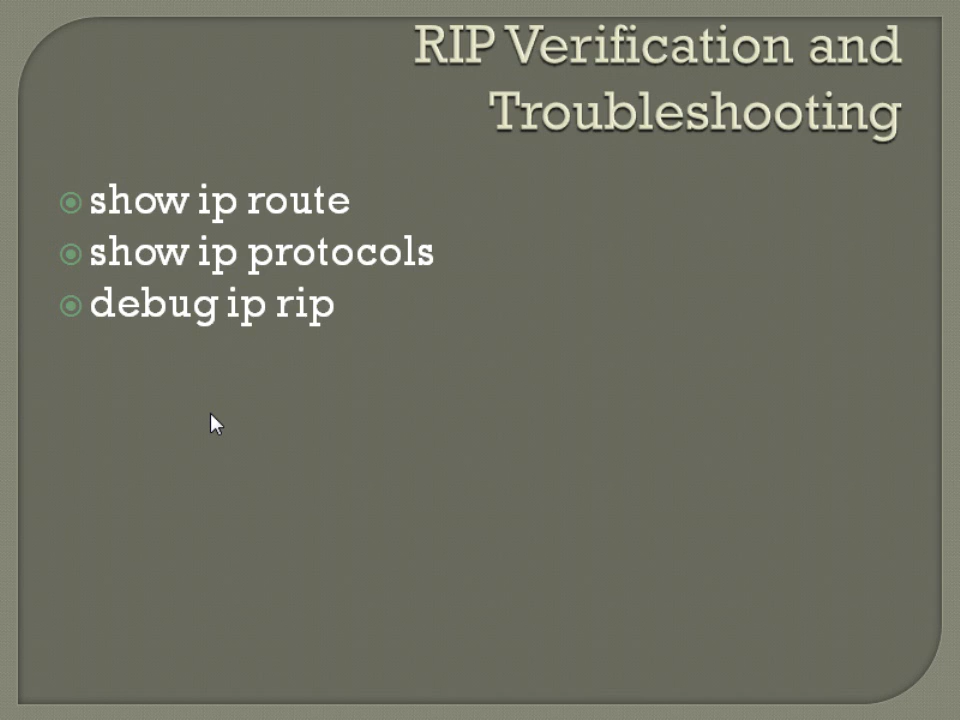 RIP Verification and
Troubleshooting
show ip route
show ip protocols
debug ip rip